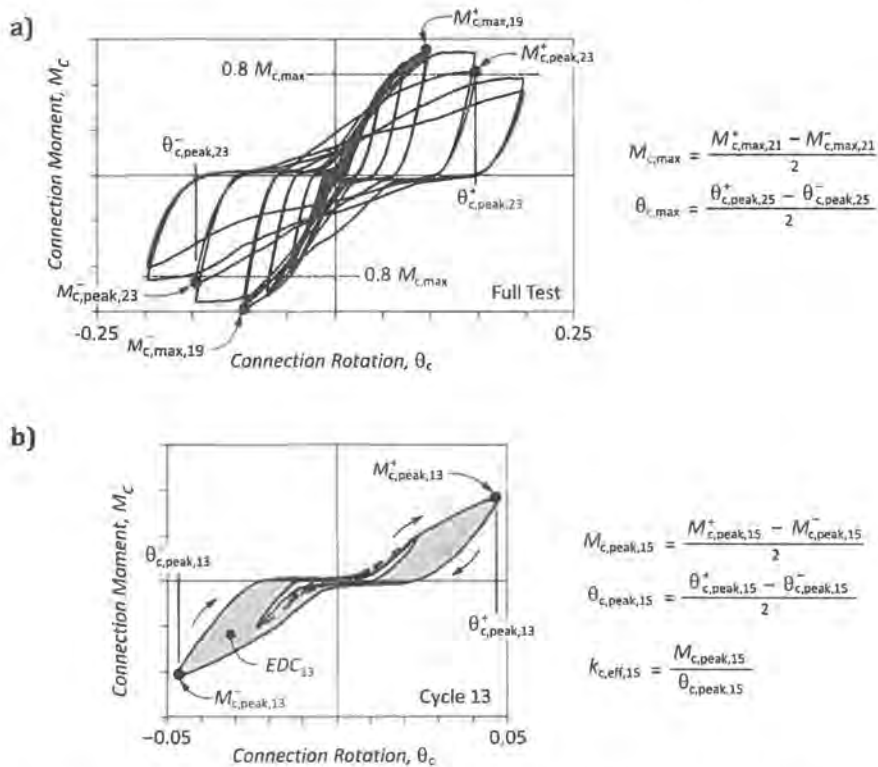 a)
M⁺c,max,19
M⁺c,peak,23
0.8 Mc,max
θ⁻c,peak,23
θ⁺c,peak,23
0.8 Mc,max
M⁻c,peak,23
M⁻c,max,19
Full Test
-0.25
0.25
Connection Moment, Mc
Connection Rotation, θc
Mc,max = (M⁺c,max,21 − M⁻c,max,21) / 2
θc,max = (θ⁺c,peak,25 − θ⁻c,peak,25) / 2
b)
M⁺c,peak,13
θ⁻c,peak,13
θ⁺c,peak,13
EDC13
M⁻c,peak,13
Cycle 13
−0.05
0.05
Connection Moment, Mc
Connection Rotation, θc
Mc,peak,15 = (M⁺c,peak,15 − M⁻c,peak,15) / 2
θc,peak,15 = (θ⁺c,peak,15 − θ⁻c,peak,15) / 2
kc,eff,15 = Mc,peak,15 / θc,peak,15